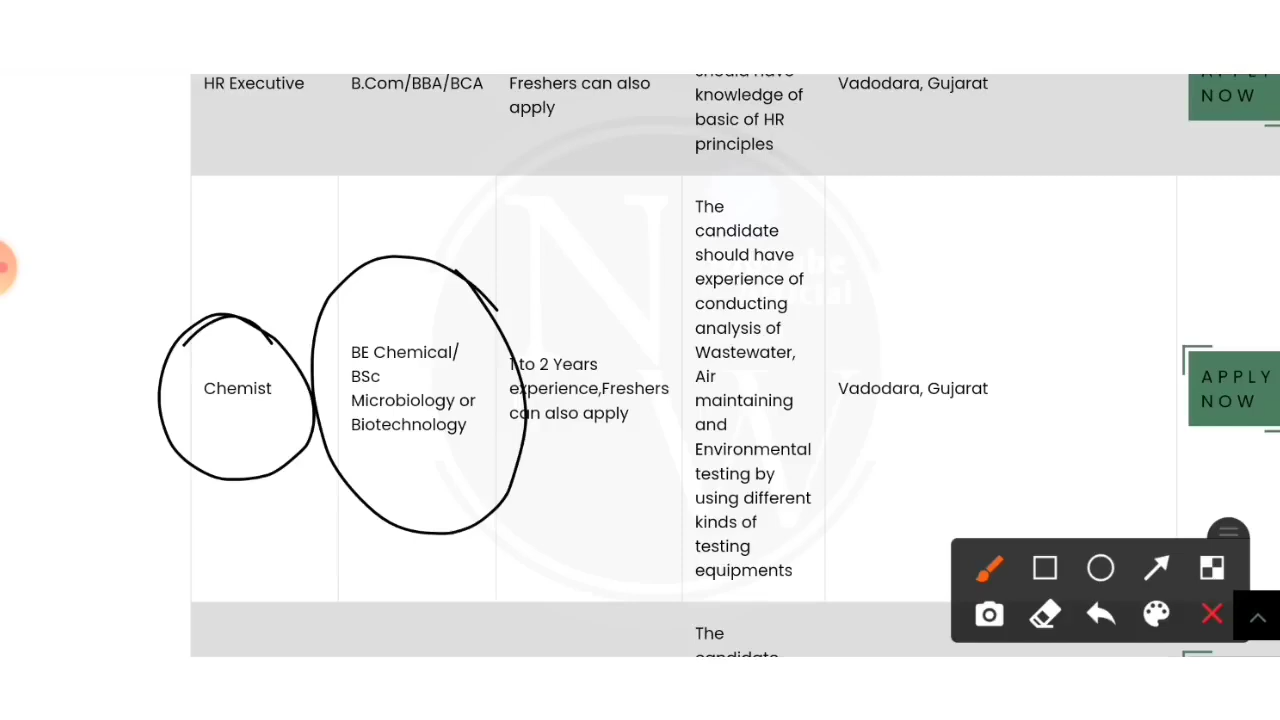 HR Executive
B.Com/BBA/BCA
Freshers can also
apply
knowledge of
basic of HR
principles
Vadodara, Gujarat
NOW
Chemist
BE Chemical/
BSc
Microbiology or
Biotechnology
1 to 2 Years
experience,Freshers
can also apply
The
candidate
should have
experience of
conducting
analysis of
Wastewater,
Air
maintaining
and
Environmental
testing by
using different
kinds of
testing
equipments
Vadodara, Gujarat
APPLY
NOW
The
N
W